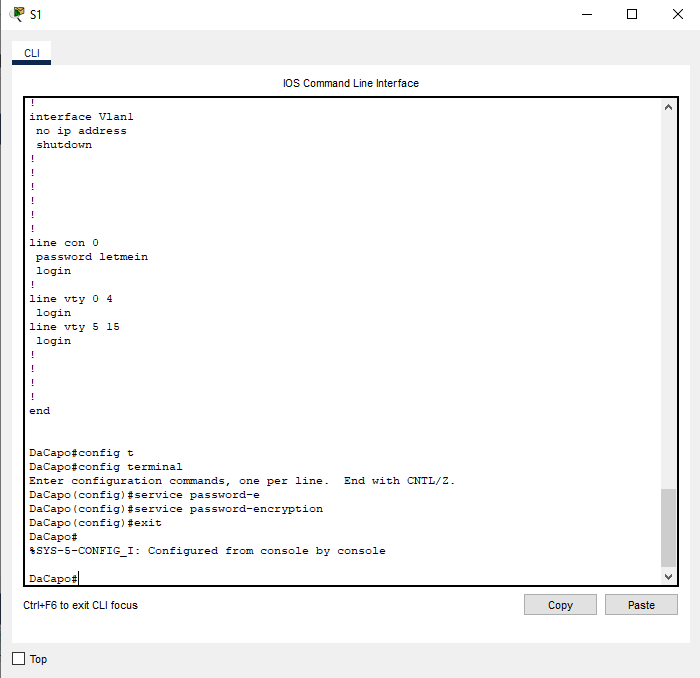 S1
CLI
IOS Command Line Interface
!
interface Vlan1
 no ip address
 shutdown
!
!
!
!
!
!
line con 0
 password letmein
 login
!
line vty 0 4
 login
line vty 5 15
 login
!
!
!
!
end
DaCapo#config t
DaCapo#config terminal
Enter configuration commands, one per line.  End with CNTL/Z.
DaCapo(config)#service password-e
DaCapo(config)#service password-encryption
DaCapo(config)#exit
DaCapo#
%SYS-5-CONFIG_I: Configured from console by console
DaCapo#
Ctrl+F6 to exit CLI focus
Copy
Paste
Top